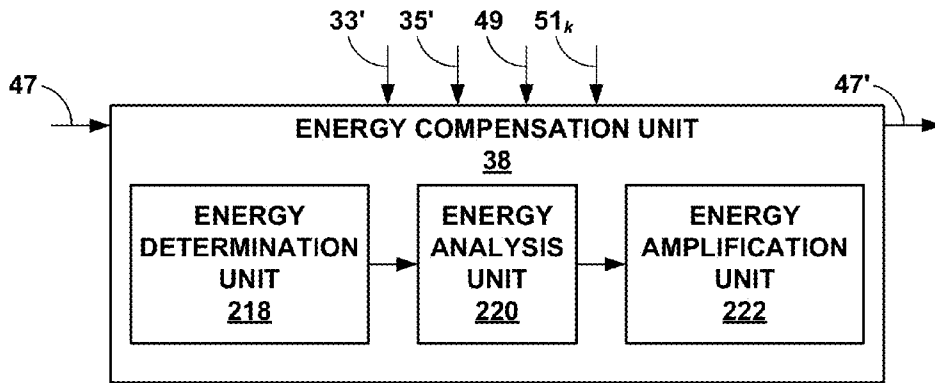 33' 35' 49 51k
47 47'
ENERGY COMPENSATION UNIT
38
ENERGY DETERMINATION UNIT 218
ENERGY ANALYSIS UNIT 220
ENERGY AMPLIFICATION UNIT 222